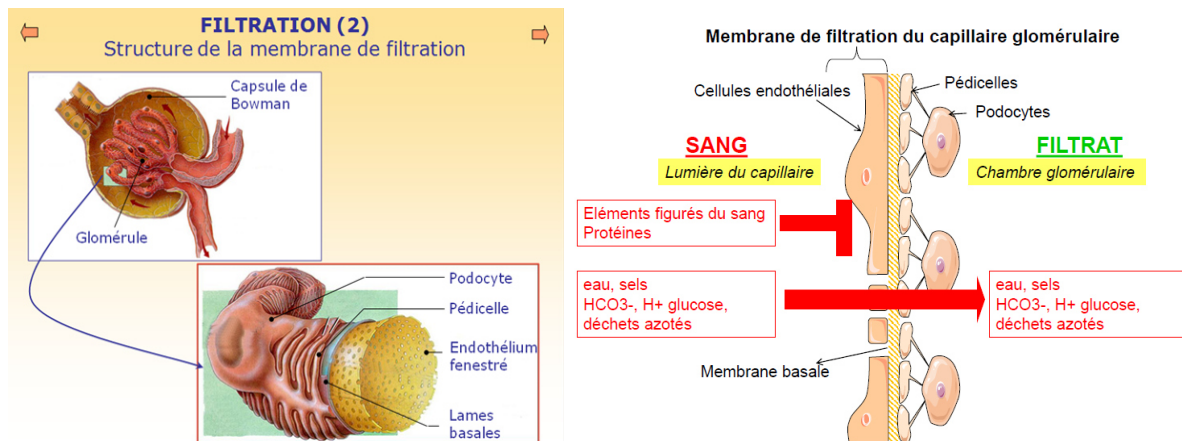 FILTRATION (2)
Structure de la membrane de filtration
Capsule de
Bowman
Glomérule
Podocyte
Pédicelle
Endothélium
fenestré
Lames
basales
Membrane de filtration du capillaire glomérulaire
Cellules endothéliales
Pédicelles
Podocytes
SANG
Lumière du capillaire
FILTRAT
Chambre glomérulaire
Eléments figurés du sang
Protéines
eau, sels
HCO3-, H+ glucose,
déchets azotés
eau, sels
HCO3-, H+ glucose,
déchets azotés
Membrane basale